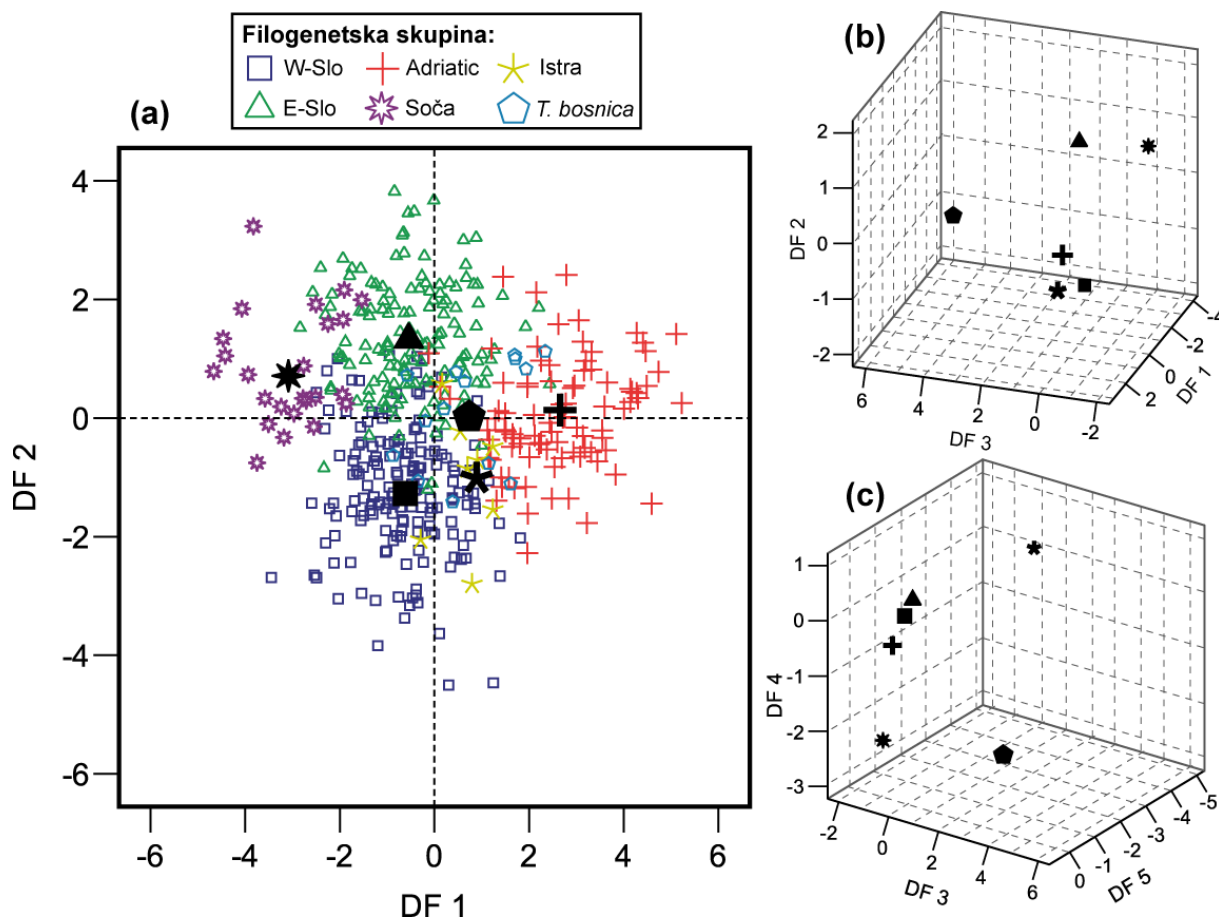 Filogenetska skupina:
W-Slo Adriatic Istra
E-Slo Soča T. bosnica
(a)
4
2
0
-2
-4
-6
DF 2
-6 -4 -2 0 2 4 6
DF 1
(b)
2
1
0
-1
-2
DF 2
6 4 2 0 -2
DF 3
2 0 -2 -4
DF 1
(c)
1
0
-1
-2
-3
DF 4
-2 0 2 4 6
DF 3
0 -1 -2 -3 -4 -5
DF 5